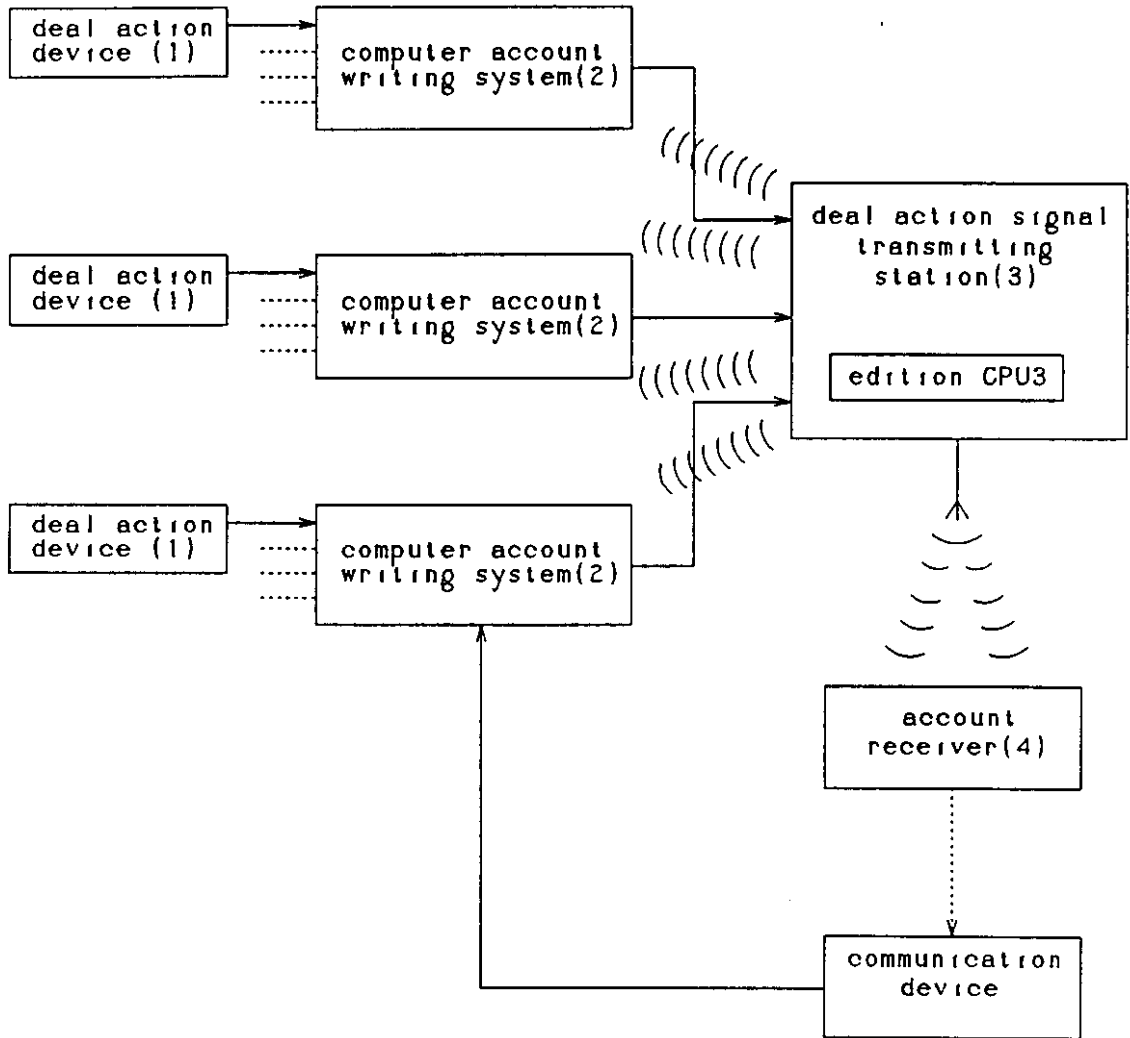 deal action
device (1)
computer account
writing system(2)
deal action signal
transmitting
station(3)
deal action
device (1)
computer account
writing system(2)
edition CPU3
deal action
device (1)
computer account
writing system(2)
account
receiver(4)
communication
device